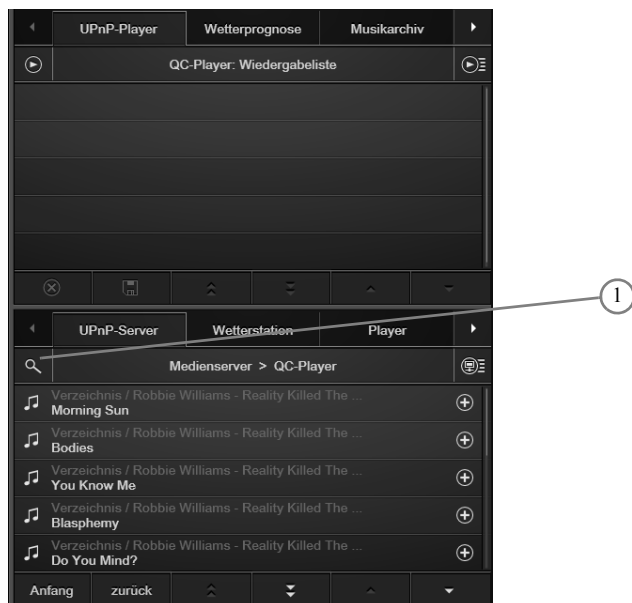 UPnP-Player Wetterprognose Musikarchiv
QC-Player: Wiedergabeliste
1
UPnP-Server Wetterstation Player
Medienserver > QC-Player
Verzeichnis / Robbie Williams - Reality Killed The ...
Morning Sun
Verzeichnis / Robbie Williams - Reality Killed The ...
Bodies
Verzeichnis / Robbie Williams - Reality Killed The ...
You Know Me
Verzeichnis / Robbie Williams - Reality Killed The ...
Blasphemy
Verzeichnis / Robbie Williams - Reality Killed The ...
Do You Mind?
Anfang zurück